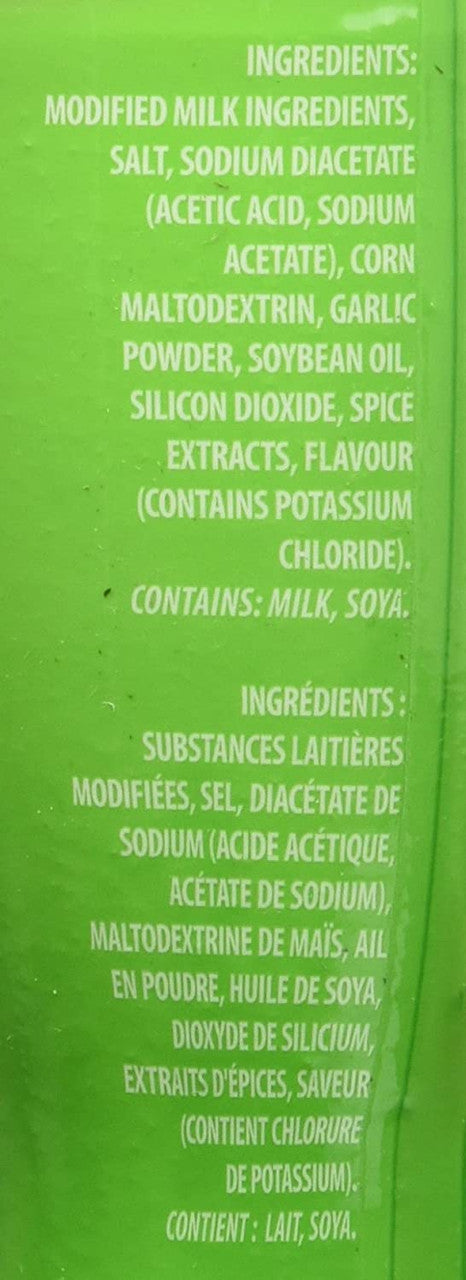 INGREDIENTS:
MODIFIED MILK INGREDIENTS,
SALT, SODIUM DIACETATE
(ACETIC ACID, SODIUM
ACETATE), CORN
MALTODEXTRIN, GARLIC
POWDER, SOYBEAN OIL,
SILICON DIOXIDE, SPICE
EXTRACTS, FLAVOUR
(CONTAINS POTASSIUM
CHLORIDE).
CONTAINS: MILK, SOYA.
INGRÉDIENTS :
SUBSTANCES LAITIÈRES
MODIFIÉES, SEL, DIACÉTATE DE
SODIUM (ACIDE ACÉTIQUE,
ACÉTATE DE SODIUM),
MALTODEXTRINE DE MAÏS, AIL
EN POUDRE, HUILE DE SOYA,
DIOXYDE DE SILICIUM,
EXTRAITS D'ÉPICES, SAVEUR
(CONTIENT CHLORURE
DE POTASSIUM).
CONTIENT : LAIT, SOYA.